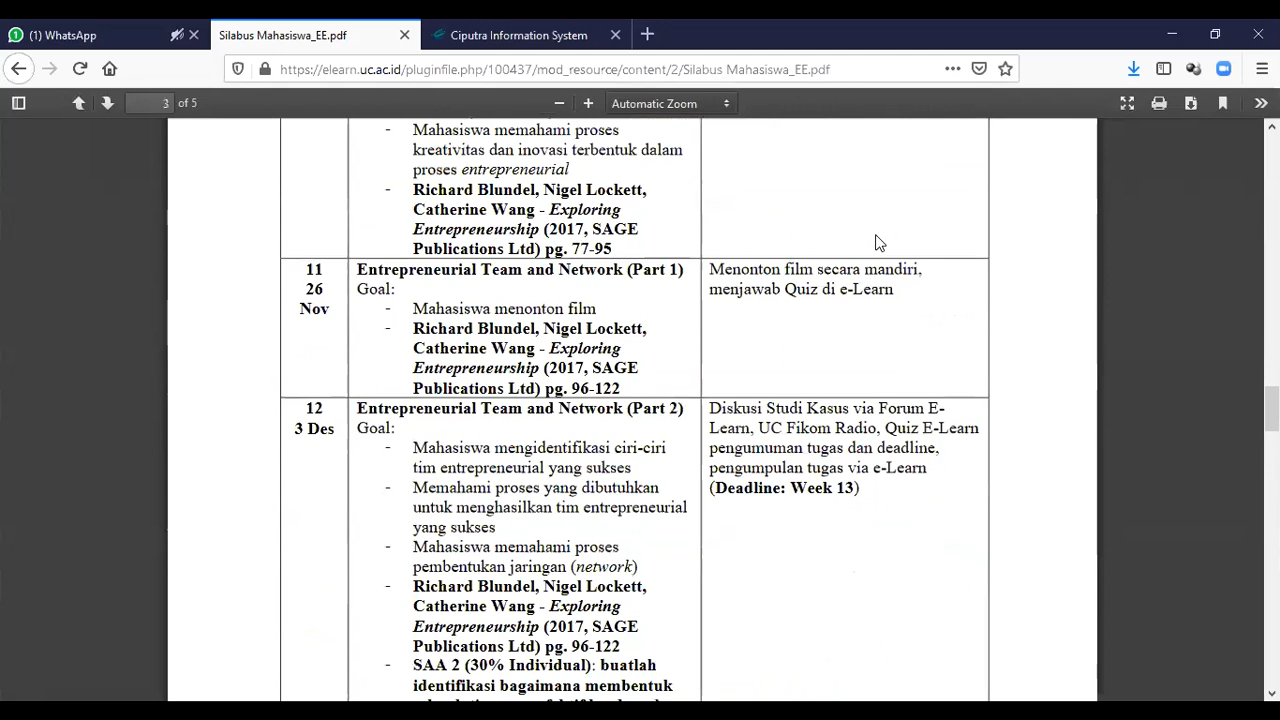 (1) WhatsApp
Silabus Mahasiswa_EE.pdf
Ciputra Information System
https://elearn.uc.ac.id/pluginfile.php/100437/mod_resource/content/2/Silabus Mahasiswa_EE.pdf
3 of 5
Automatic Zoom
- Mahasiswa memahami proses
kreativitas dan inovasi terbentuk dalam
proses entrepreneurial
- Richard Blundel, Nigel Lockett,
Catherine Wang - Exploring
Entrepreneurship (2017, SAGE
Publications Ltd) pg. 77-95
11
26
Nov
Entrepreneurial Team and Network (Part 1)
Goal:
- Mahasiswa menonton film
- Richard Blundel, Nigel Lockett,
Catherine Wang - Exploring
Entrepreneurship (2017, SAGE
Publications Ltd) pg. 96-122
Menonton film secara mandiri,
menjawab Quiz di e-Learn
12
3 Des
Entrepreneurial Team and Network (Part 2)
Goal:
- Mahasiswa mengidentifikasi ciri-ciri
tim entrepreneurial yang sukses
- Memahami proses yang dibutuhkan
untuk menghasilkan tim entrepreneurial
yang sukses
- Mahasiswa memahami proses
pembentukan jaringan (network)
- Richard Blundel, Nigel Lockett,
Catherine Wang - Exploring
Entrepreneurship (2017, SAGE
Publications Ltd) pg. 96-122
- SAA 2 (30% Individual): buatlah
identifikasi bagaimana membentuk
Diskusi Studi Kasus via Forum E-
Learn, UC Fikom Radio, Quiz E-Learn
pengumuman tugas dan deadline,
pengumpulan tugas via e-Learn
(Deadline: Week 13)